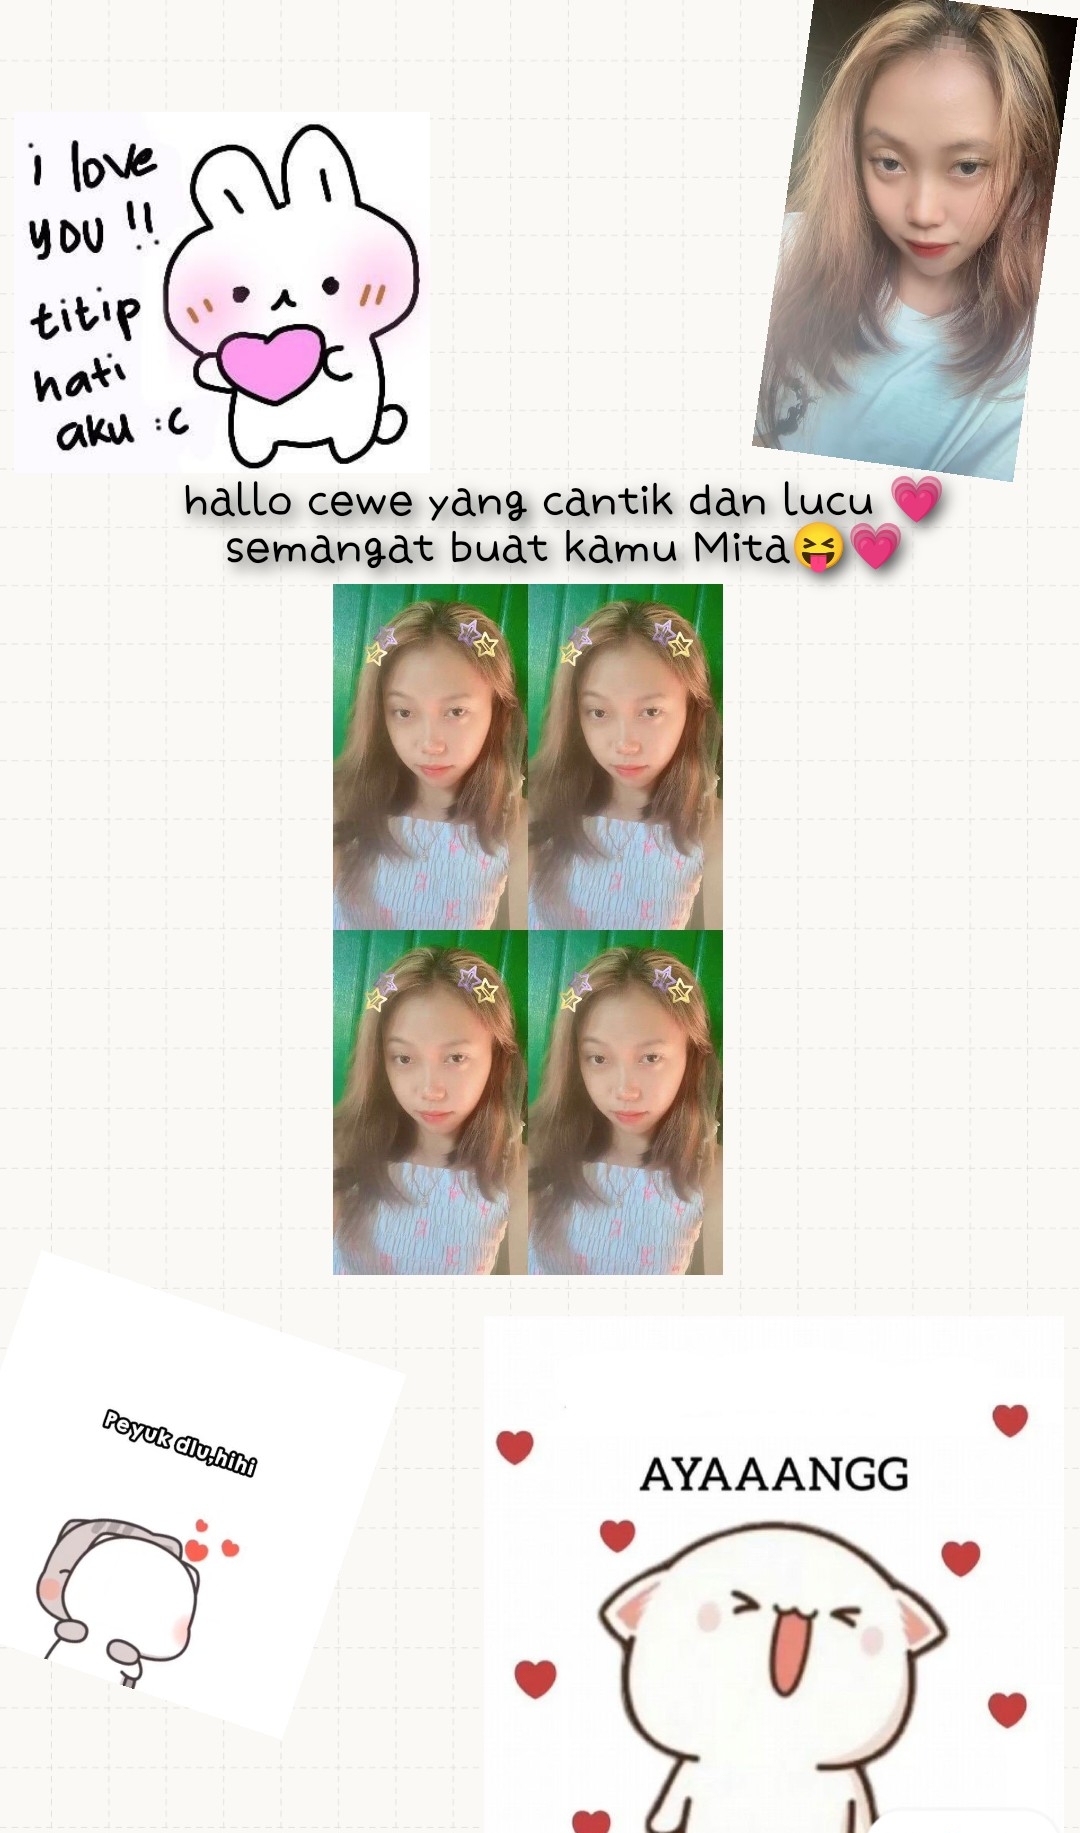 i love
you !!
titip
hati
aku :c
hallo cewe yang cantik dan lucu 💗
semangat buat kamu Mita😝💗
Peyuk dlu,hihi
AYAAANGG